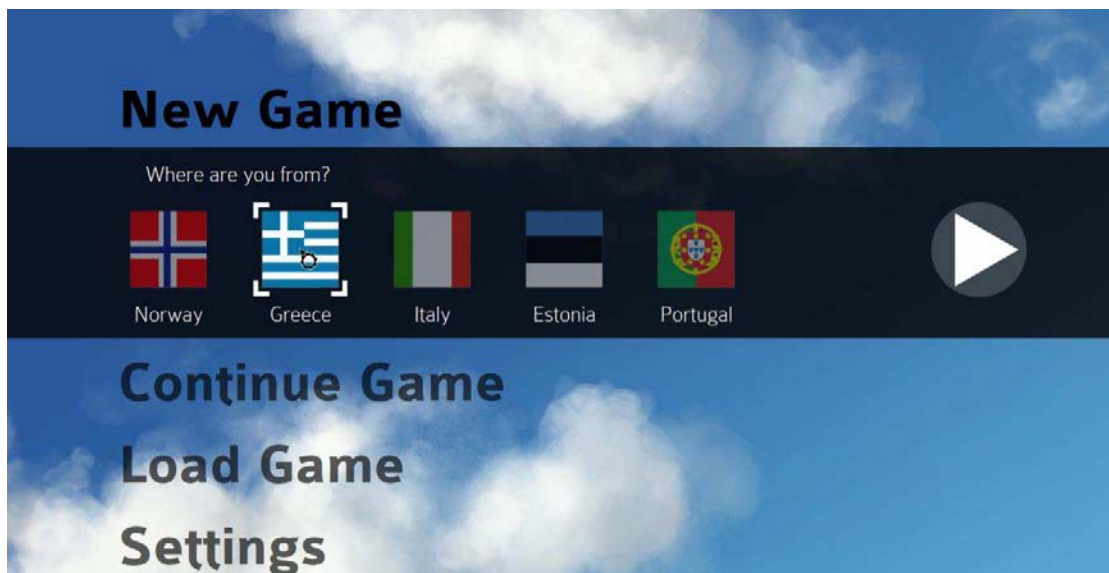 New Game
Where are you from?
Norway Greece Italy Estonia Portugal
Continue Game
Load Game
Settings